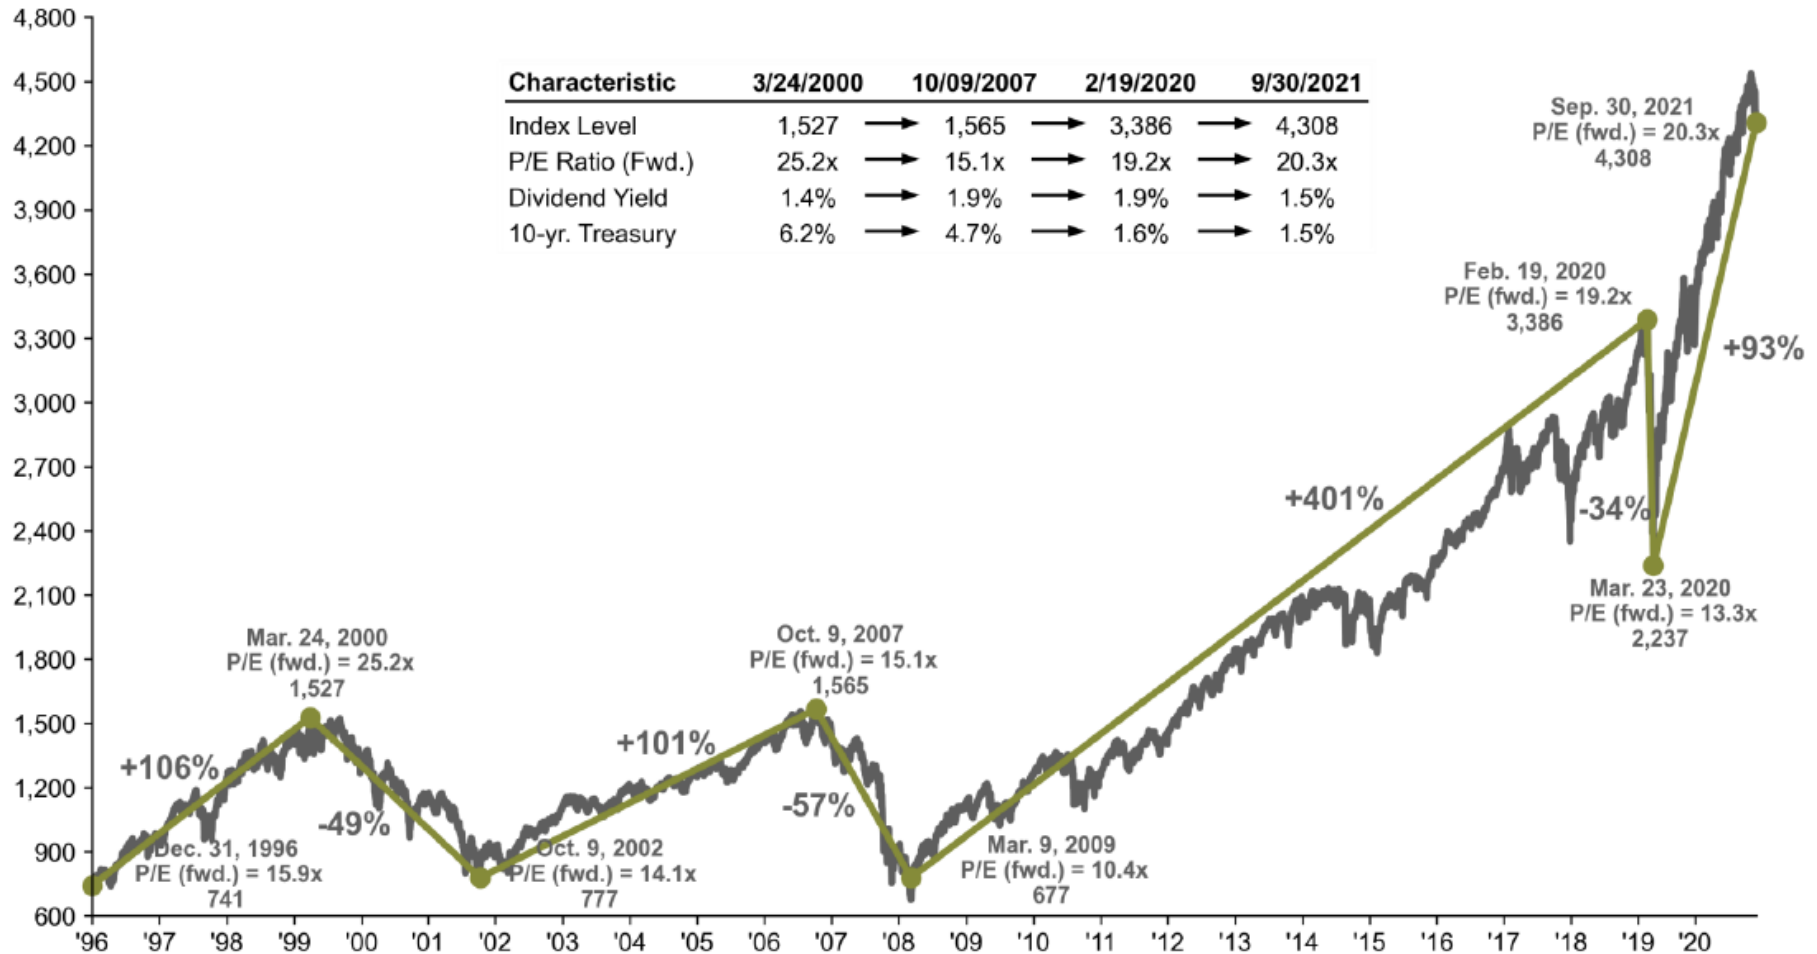 4,800
4,500
4,200
3,900
3,600
3,300
3,000
2,700
2,400
2,100
1,800
1,500
1,200
900
600
Characteristic 3/24/2000 10/09/2007 2/19/2020 9/30/2021
Index Level 1,527 → 1,565 → 3,386 → 4,308
P/E Ratio (Fwd.) 25.2x → 15.1x → 19.2x → 20.3x
Dividend Yield 1.4% → 1.9% → 1.9% → 1.5%
10-yr. Treasury 6.2% → 4.7% → 1.6% → 1.5%
Dec. 31, 1996
P/E (fwd.) = 15.9x
741
+106%
Mar. 24, 2000
P/E (fwd.) = 25.2x
1,527
-49%
Oct. 9, 2002
P/E (fwd.) = 14.1x
777
+101%
Oct. 9, 2007
P/E (fwd.) = 15.1x
1,565
-57%
Mar. 9, 2009
P/E (fwd.) = 10.4x
677
+401%
Feb. 19, 2020
P/E (fwd.) = 19.2x
3,386
-34%
Mar. 23, 2020
P/E (fwd.) = 13.3x
2,237
+93%
Sep. 30, 2021
P/E (fwd.) = 20.3x
4,308
'96 '97 '98 '99 '00 '01 '02 '03 '04 '05 '06 '07 '08 '09 '10 '11 '12 '13 '14 '15 '16 '17 '18 '19 '20